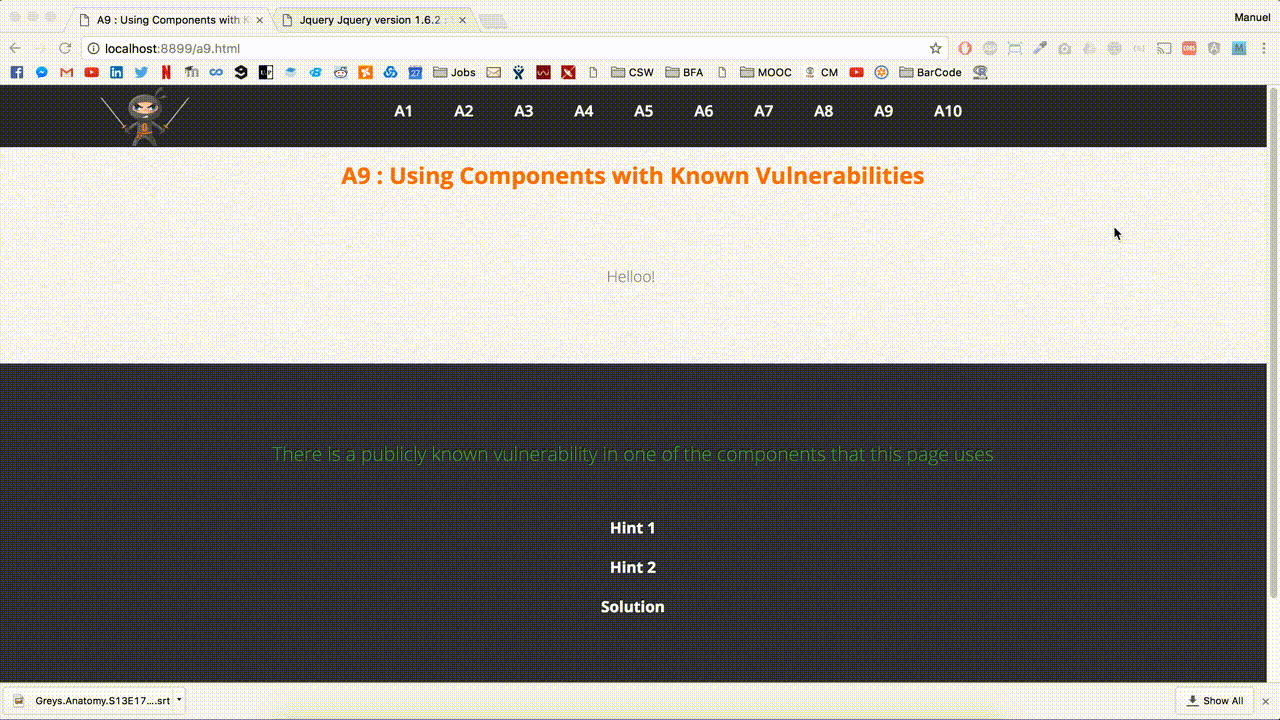 A9 : Using Components with K
Jquery Jquery version 1.6.2 :
Manuel
localhost:8899/a9.html
Jobs
CSW
BFA
MOOC
CM
BarCode
A1 A2 A3 A4 A5 A6 A7 A8 A9 A10
A9 : Using Components with Known Vulnerabilities
Helloo!
There is a publicly known vulnerability in one of the components that this page uses
Hint 1
Hint 2
Solution
Greys.Anatomy.S13E17....srt
Show All